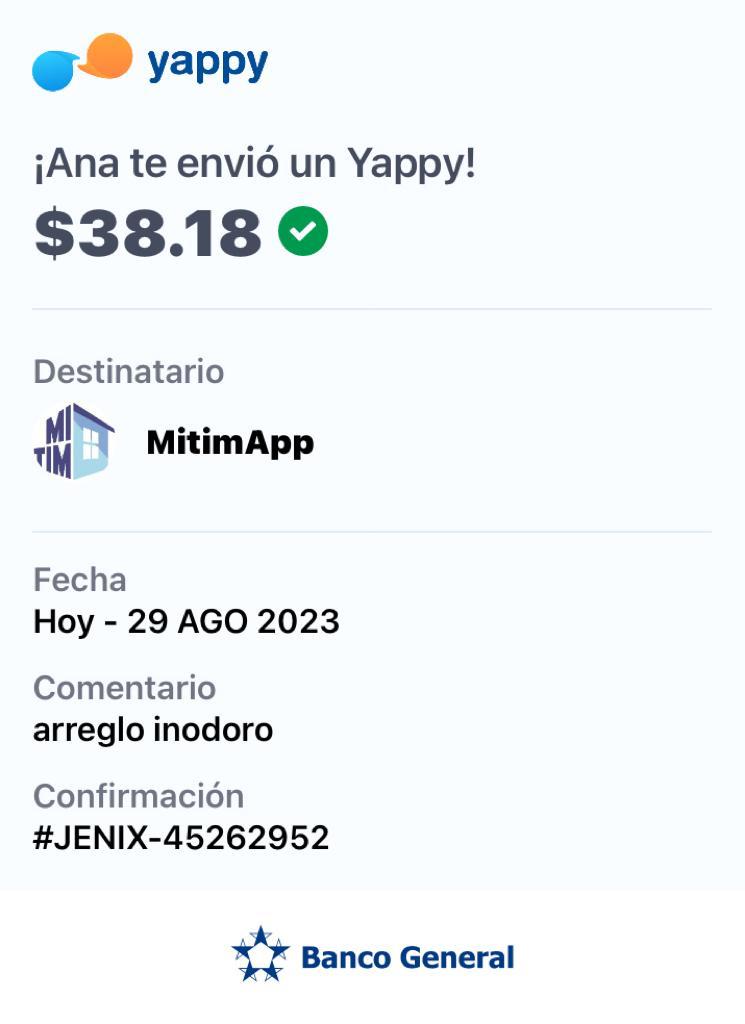 yappy
¡Ana te envió un Yappy!
$38.18
Destinatario
MI
TIM
MitimApp
Fecha
Hoy - 29 AGO 2023
Comentario
arreglo inodoro
Confirmación
#JENIX-45262952
Banco General